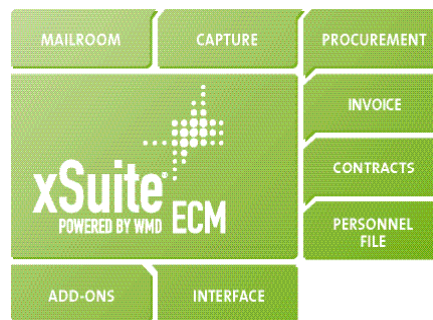 MAILROOM
CAPTURE
PROCUREMENT
INVOICE
CONTRACTS
PERSONNEL
FILE
xSuite
POWERED BY WMD
ECM
ADD-ONS
INTERFACE